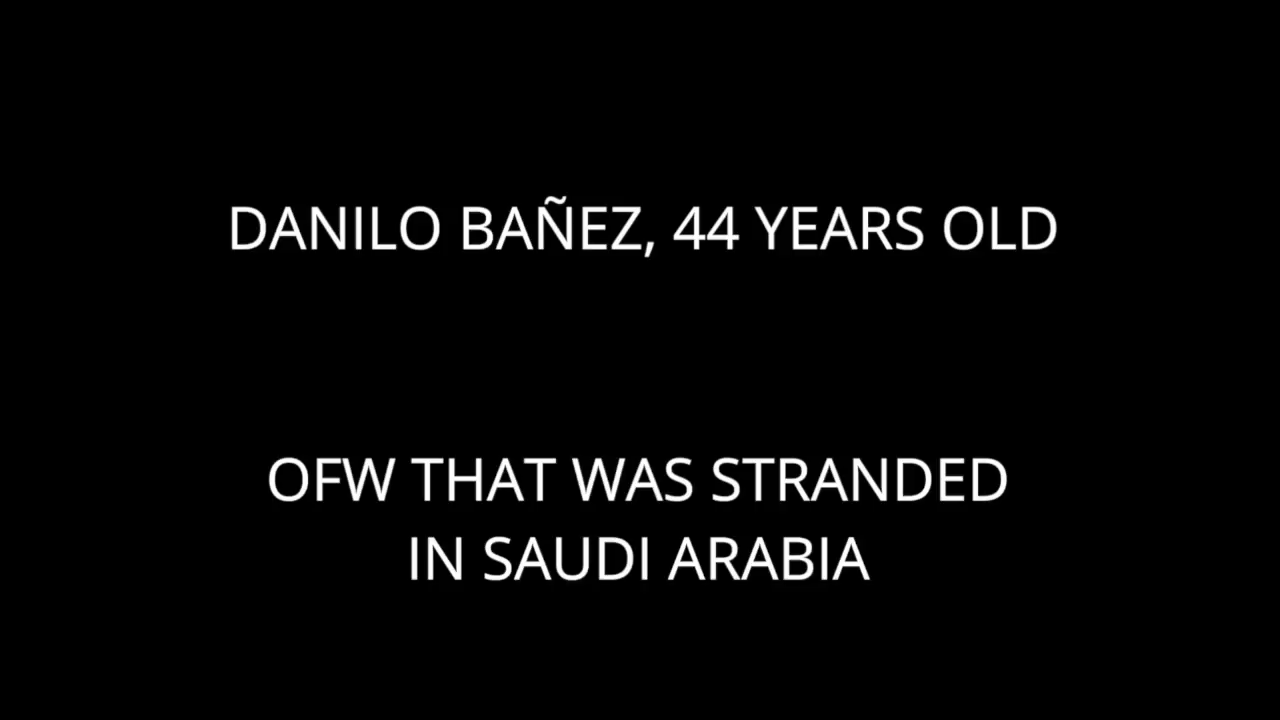 DANILO BAÑEZ, 44 YEARS OLD
OFW THAT WAS STRANDED
IN SAUDI ARABIA